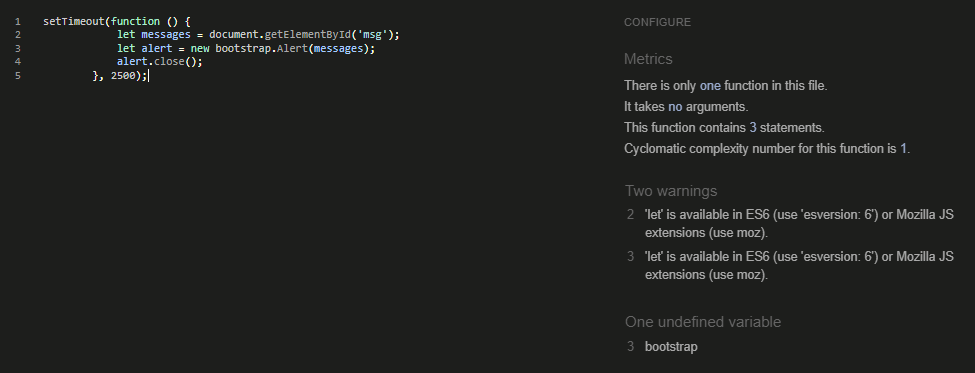 1 setTimeout(function () {
2 let messages = document.getElementById('msg');
3 let alert = new bootstrap.Alert(messages);
4 alert.close();
5 }, 2500);
CONFIGURE
Metrics
There is only one function in this file.
It takes no arguments.
This function contains 3 statements.
Cyclomatic complexity number for this function is 1.
Two warnings
2 'let' is available in ES6 (use 'esversion: 6') or Mozilla JS
extensions (use moz).
3 'let' is available in ES6 (use 'esversion: 6') or Mozilla JS
extensions (use moz).
One undefined variable
3 bootstrap